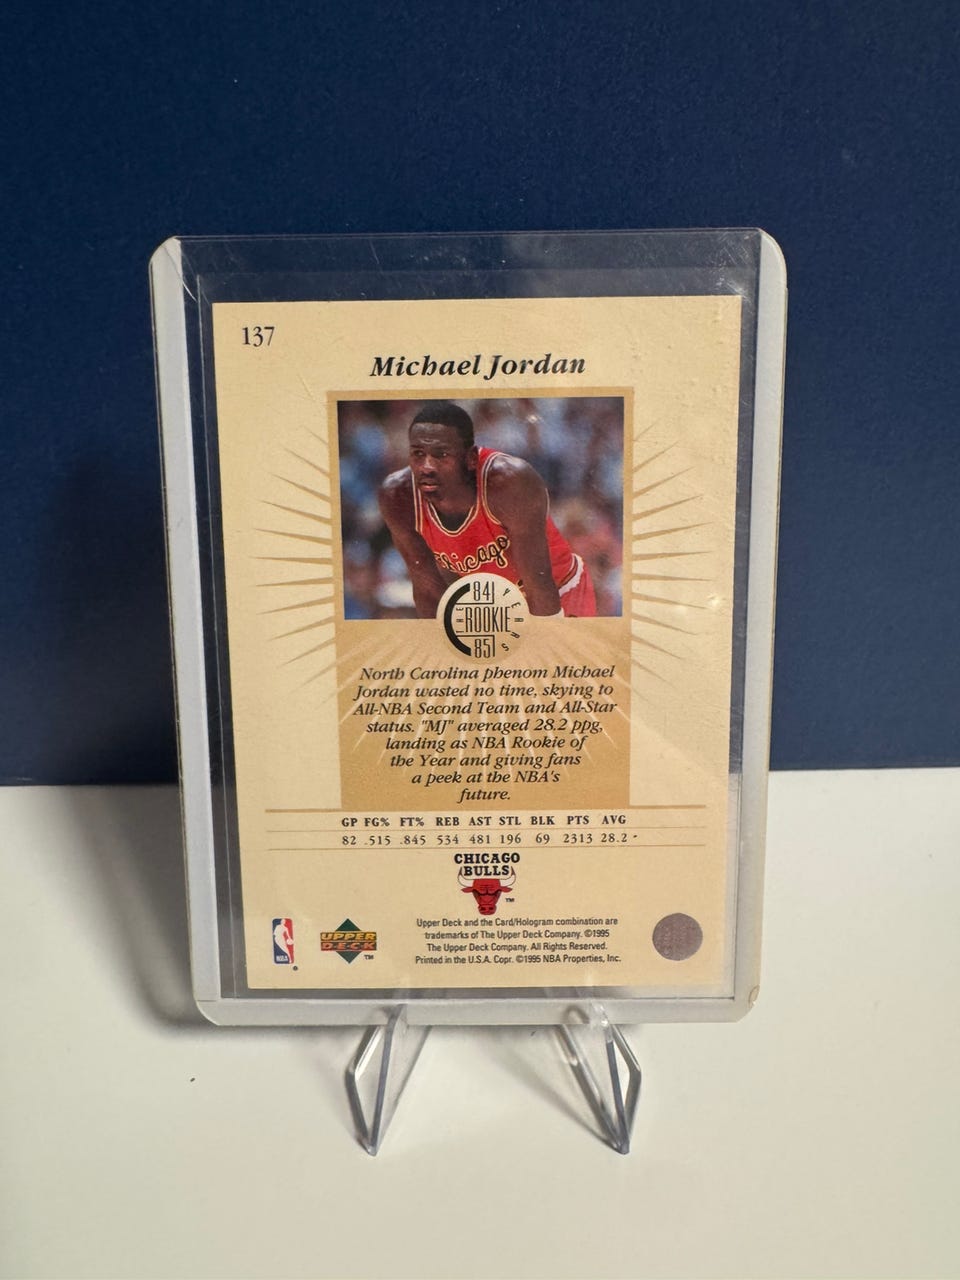 137
Michael Jordan
Chicago
84
THE ROOKIE YEARS
85
North Carolina phenom Michael
Jordan wasted no time, skying to
All-NBA Second Team and All-Star
status. "MJ" averaged 28.2 ppg,
landing as NBA Rookie of
the Year and giving fans
a peek at the NBA's
future.
GP FG% FT% REB AST STL BLK PTS AVG
82 .515 .845 534 481 196 69 2313 28.2
CHICAGO
BULLS
TM
NBA
®
UPPER
DECK
TM
Upper Deck and the Card/Hologram combination are
trademarks of The Upper Deck Company. ©1995
The Upper Deck Company. All Rights Reserved.
Printed in the U.S.A. Copr. ©1995 NBA Properties, Inc.